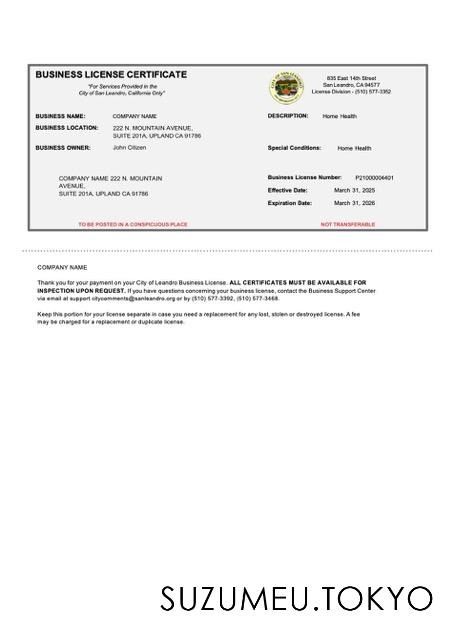 BUSINESS LICENSE CERTIFICATE
"For Services Provided in the
City of San Leandro, California Only"
CITY OF SAN LEANDRO
835 East 14th Street
San Leandro, CA 94577
License Division - (510) 577-3392
BUSINESS NAME: COMPANY NAME
DESCRIPTION: Home Health
BUSINESS LOCATION: 222 N. MOUNTAIN AVENUE,
SUITE 201A, UPLAND CA 91786
BUSINESS OWNER: John Citizen
Special Conditions: Home Health
COMPANY NAME 222 N. MOUNTAIN
AVENUE,
SUITE 201A, UPLAND CA 91786
Business License Number: P21000004401
Effective Date: March 31, 2025
Expiration Date: March 31, 2026
TO BE POSTED IN A CONSPICUOUS PLACE
NOT TRANSFERABLE
COMPANY NAME
Thank you for your payment on your City of Leandro Business License. ALL CERTIFICATES MUST BE AVAILABLE FOR
INSPECTION UPON REQUEST. If you have questions concerning your business license, contact the Business Support Center
via email at support citycomments@sanleandro.org or by (510) 577-3392, (510) 577-3468.
Keep this portion for your license separate in case you need a replacement for any lost, stolen or destroyed license. A fee
may be charged for a replacement or duplicate license.
SUZUMEU.TOKYO